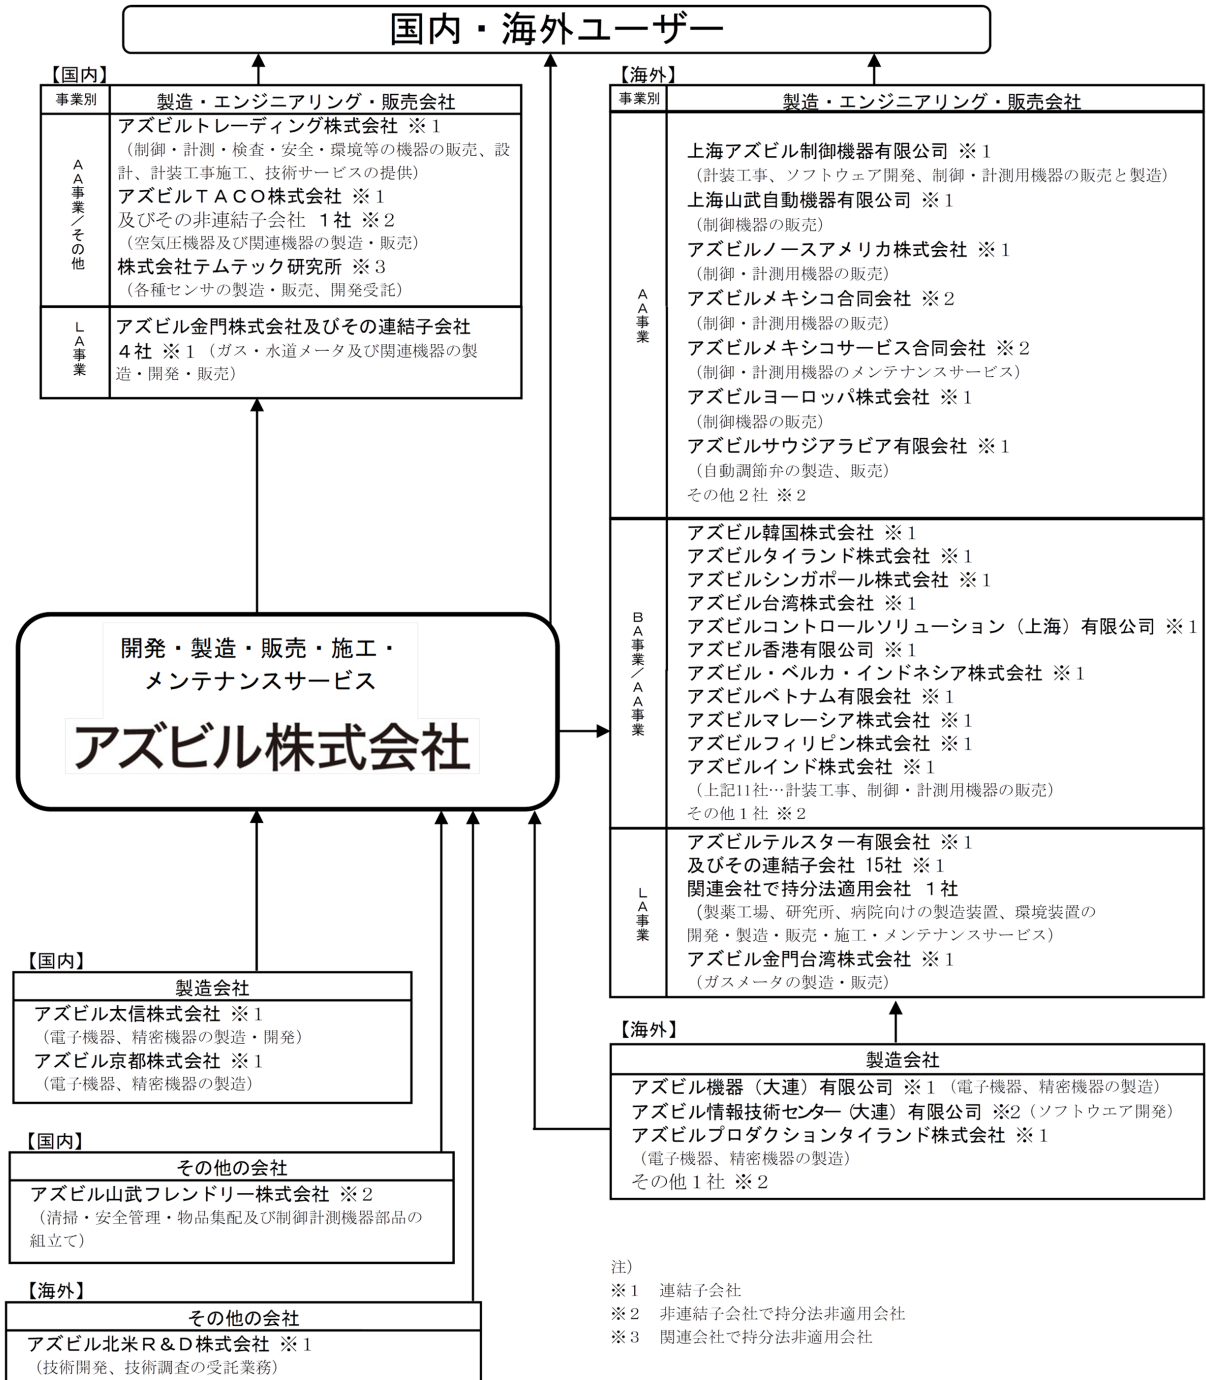 国内・海外ユーザー
【国内】
事業別
製造・エンジニアリング・販売会社
AA事業/その他
アズビルトレーディング株式会社 ※1
(制御・計測・検査・安全・環境等の機器の販売、設
計、計装工事施工、技術サービスの提供)
アズビルTACO株式会社 ※1
及びその非連結子会社 1社 ※2
(空気圧機器及び関連機器の製造・販売)
株式会社テムテック研究所 ※3
(各種センサの製造・販売、開発受託)
LA事業
アズビル金門株式会社及びその連結子会社
4社 ※1(ガス・水道メータ及び関連機器の製
造・開発・販売)
【海外】
事業別
製造・エンジニアリング・販売会社
AA事業
上海アズビル制御機器有限公司 ※1
(計装工事、ソフトウェア開発、制御・計測用機器の販売と製造)
上海山武自動機器有限公司 ※1
(制御機器の販売)
アズビルノースアメリカ株式会社 ※1
(制御・計測用機器の販売)
アズビルメキシコ合同会社 ※2
(制御・計測用機器の販売)
アズビルメキシコサービス合同会社 ※2
(制御・計測用機器のメンテナンスサービス)
アズビルヨーロッパ株式会社 ※1
(制御機器の販売)
アズビルサウジアラビア有限会社 ※1
(自動調節弁の製造、販売)
その他2社 ※2
BA事業/AA事業
アズビル韓国株式会社 ※1
アズビルタイランド株式会社 ※1
アズビルシンガポール株式会社 ※1
アズビル台湾株式会社 ※1
アズビルコントロールソリューション(上海)有限公司 ※1
アズビル香港有限公司 ※1
アズビル・ベルカ・インドネシア株式会社 ※1
アズビルベトナム有限会社 ※1
アズビルマレーシア株式会社 ※1
アズビルフィリピン株式会社 ※1
アズビルインド株式会社 ※1
(上記11社…計装工事、制御・計測用機器の販売)
その他1社 ※2
LA事業
アズビルテルスター有限会社 ※1
及びその連結子会社 15社 ※1
関連会社で持分法適用会社 1社
(製薬工場、研究所、病院向けの製造装置、環境装置の
開発・製造・販売・施工・メンテナンスサービス)
アズビル金門台湾株式会社 ※1
(ガスメータの製造・販売)
開発・製造・販売・施工・
メンテナンスサービス
アズビル株式会社
【国内】
製造会社
アズビル太信株式会社 ※1
(電子機器、精密機器の製造・開発)
アズビル京都株式会社 ※1
(電子機器、精密機器の製造)
【海外】
製造会社
アズビル機器(大連)有限公司 ※1(電子機器、精密機器の製造)
アズビル情報技術センター(大連)有限公司 ※2(ソフトウエア開発)
アズビルプロダクションタイランド株式会社 ※1
(電子機器、精密機器の製造)
その他1社 ※2
【国内】
その他の会社
アズビル山武フレンドリー株式会社 ※2
(清掃・安全管理・物品集配及び制御計測機器部品の
組立て)
【海外】
その他の会社
アズビル北米R&D株式会社 ※1
(技術開発、技術調査の受託業務)
注)
※1 連結子会社
※2 非連結子会社で持分法非適用会社
※3 関連会社で持分法非適用会社